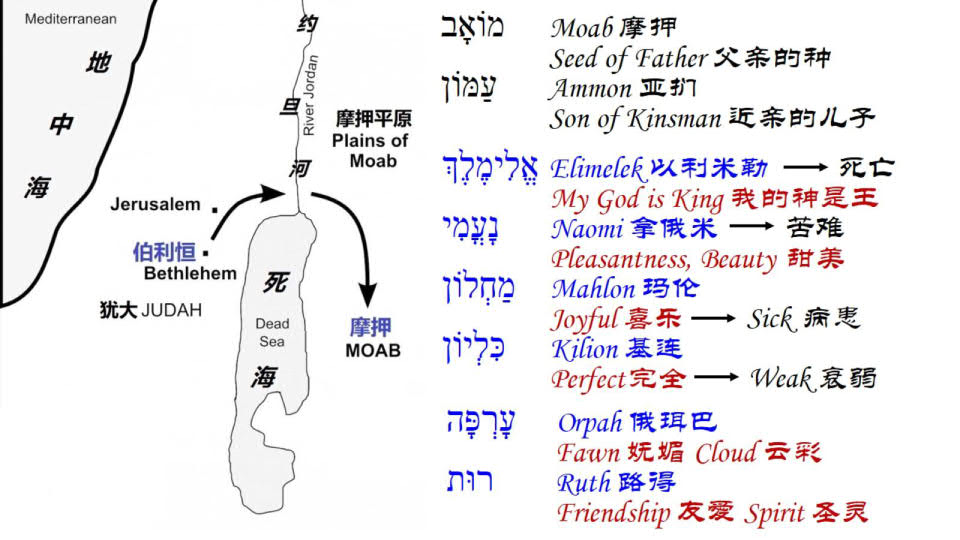 Mediterranean
地
中
海
约
旦
河
River Jordan
摩押平原
Plains of
Moab
Jerusalem
伯利恒
Bethlehem
犹大 JUDAH
死
Dead
Sea
海
摩押
MOAB
מוֹאָב Moab 摩押
Seed of Father 父亲的种
עַמּוֹן Ammon 亚扪
Son of Kinsman 近亲的儿子
אֱלִימֶלֶךְ Elimelek 以利米勒 → 死亡
My God is King 我的神是王
נָעֳמִי Naomi 拿俄米 → 苦难
Pleasantness, Beauty 甜美
מַחְלוֹן Mahlon 玛伦
Joyful 喜乐 → Sick 病患
כִּלְיוֹן Kilion 基连
Perfect 完全 → Weak 衰弱
עָרְפָּה Orpah 俄珥巴
Fawn 妩媚 Cloud 云彩
רוּת Ruth 路得
Friendship 友爱 Spirit 圣灵